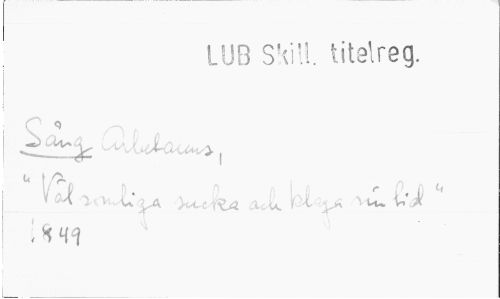 LUB Skill. titelreg.
Sång Arbetarens,
"Väl somliga sucka och klaga sin tid"
1849